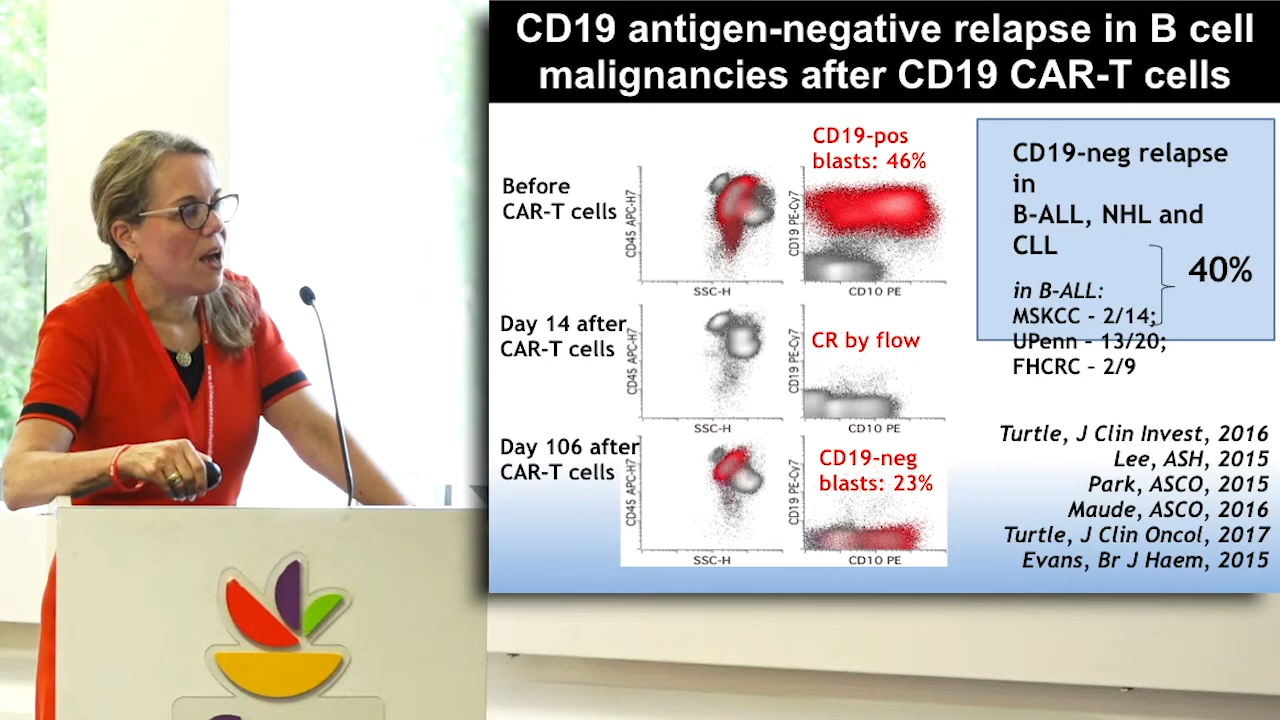 CD19 antigen-negative relapse in B cell
malignancies after CD19 CAR-T cells
Before
CAR-T cells
CD45 APC-H7
SSC-H
CD19-pos
blasts: 46%
CD19 PE-Cy7
CD10 PE
Day 14 after
CAR-T cells
CD45 APC-H7
SSC-H
CR by flow
CD19 PE-Cy7
CD10 PE
Day 106 after
CAR-T cells
CD45 APC-H7
SSC-H
CD19-neg
blasts: 23%
CD19 PE-Cy7
CD10 PE
CD19-neg relapse
in
B-ALL, NHL and
CLL
in B-ALL:
MSKCC - 2/14;
UPenn - 13/20;
FHCRC - 2/9
40%
Turtle, J Clin Invest, 2016
Lee, ASH, 2015
Park, ASCO, 2015
Maude, ASCO, 2016
Turtle, J Clin Oncol, 2017
Evans, Br J Haem, 2015